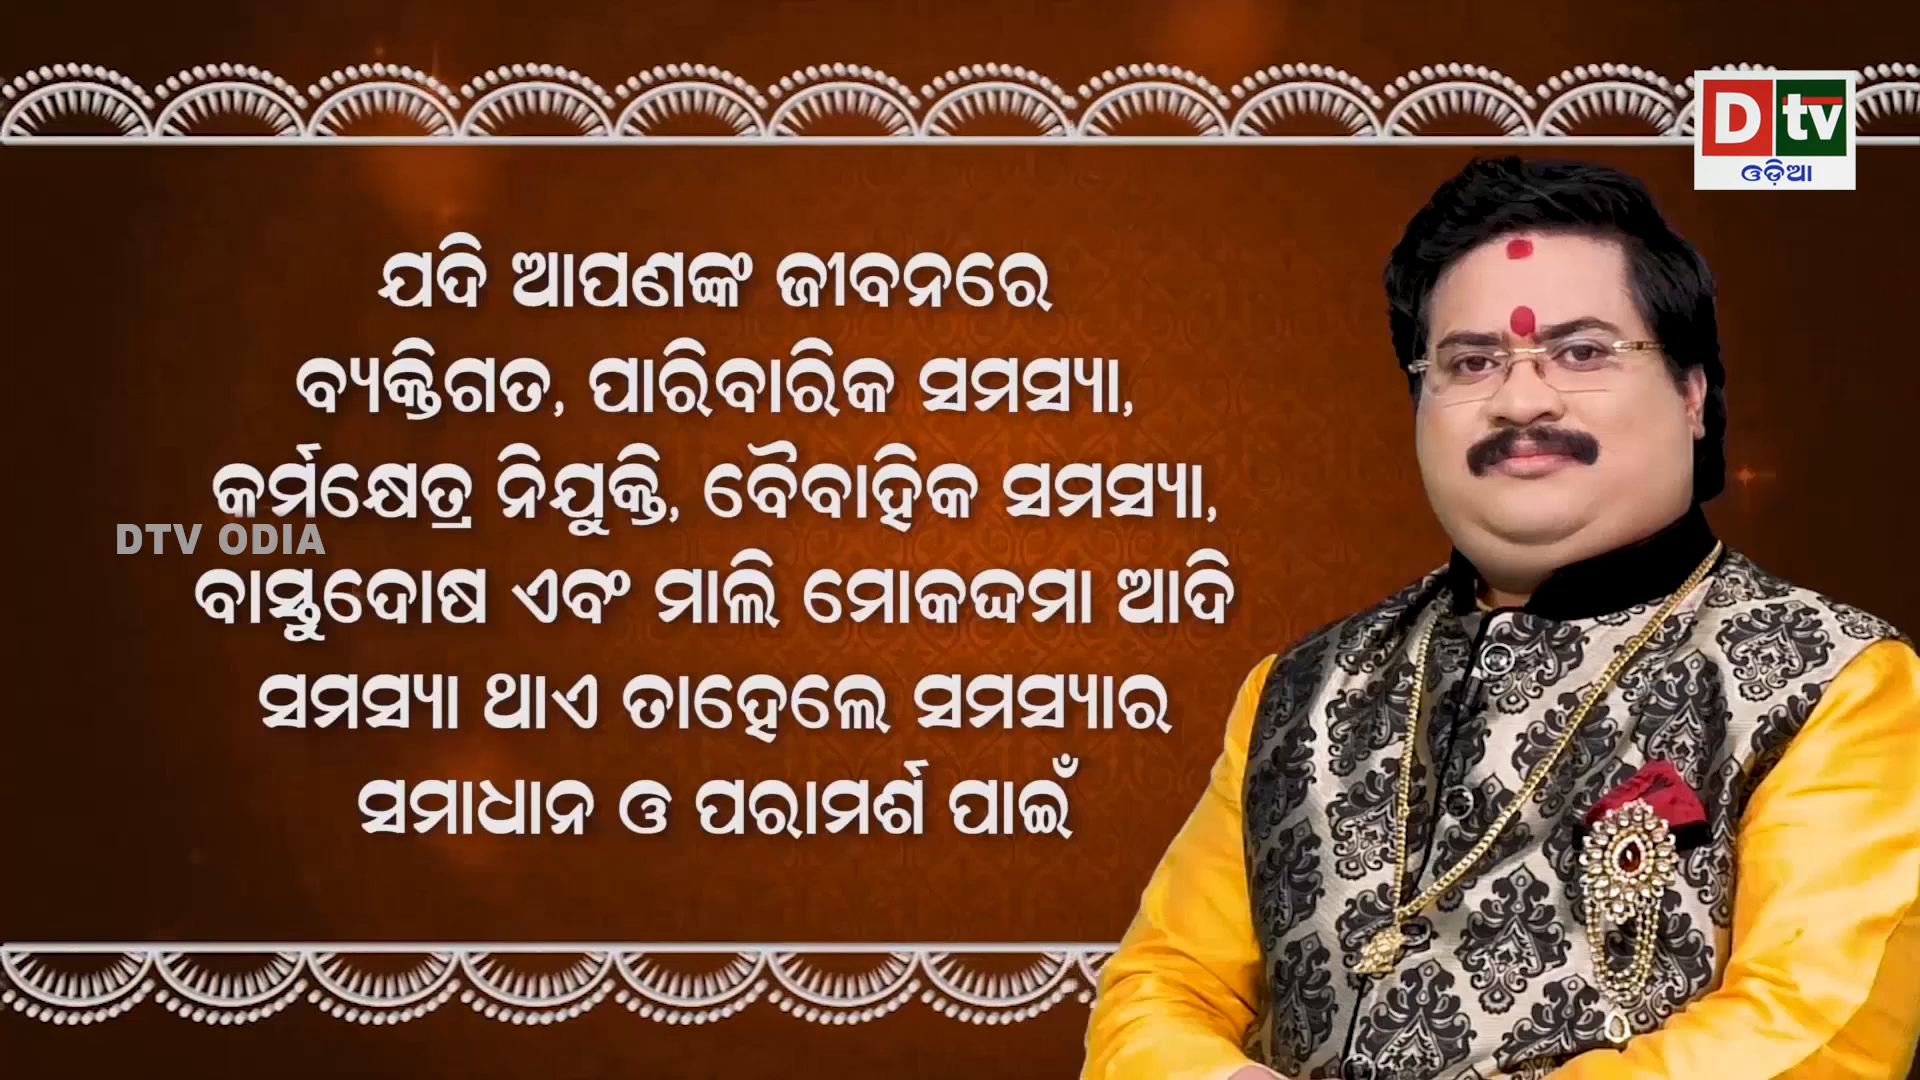 D tv
ଓଡ଼ିଆ
ଯଦି ଆପଣଙ୍କ ଜୀବନରେ
ବ୍ୟକ୍ତିଗତ, ପାରିବାରିକ ସମସ୍ୟା,
କର୍ମକ୍ଷେତ୍ର ନିଯୁକ୍ତି, ବୈବାହିକ ସମସ୍ୟା,
DTV ODIA
ବାସ୍ତୁଦୋଷ ଏବଂ ମାଲି ମୋକଦ୍ଦମା ଆଦି
ସମସ୍ୟା ଥାଏ ତାହେଲେ ସମସ୍ୟାର
ସମାଧାନ ଓ ପରାମର୍ଶ ପାଇଁ